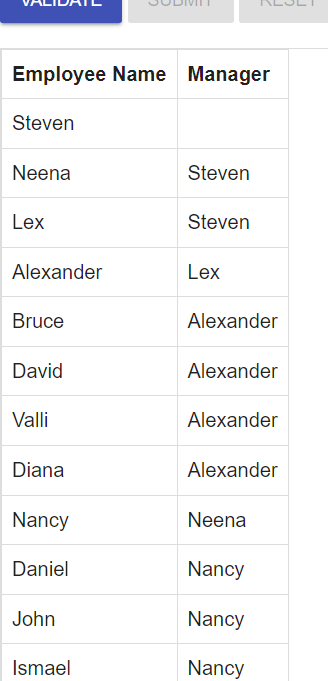 VALIDATE SUBMIT RESET
Employee Name Manager
Steven
Neena Steven
Lex Steven
Alexander Lex
Bruce Alexander
David Alexander
Valli Alexander
Diana Alexander
Nancy Neena
Daniel Nancy
John Nancy
Ismael Nancy